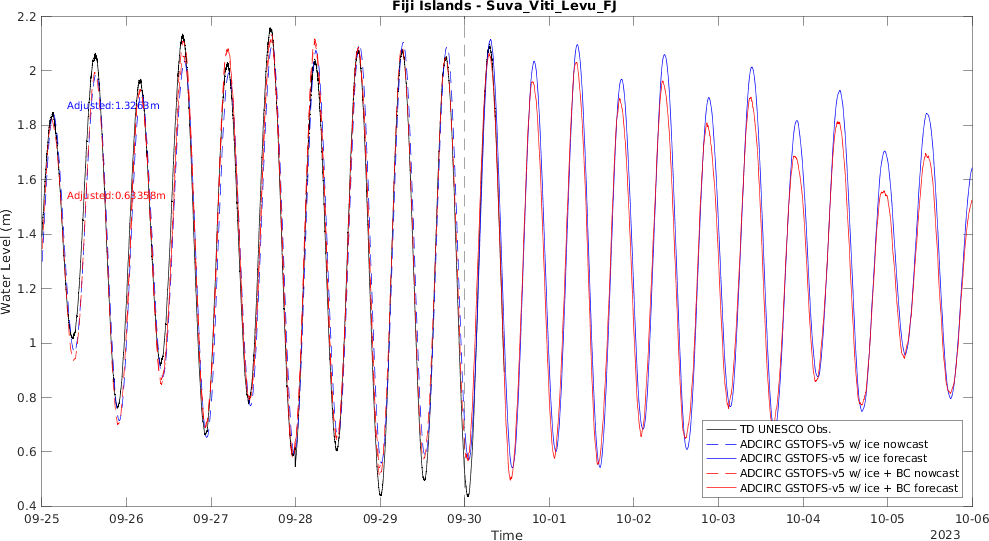 Fiji Islands - Suva_Viti_Levu_FJ
Water Level (m)
2.2
2
1.8
1.6
1.4
1.2
1
0.8
0.6
0.4
Adjusted:1.3263m
Adjusted:0.63358m
TD UNESCO Obs.
ADCIRC GSTOFS-v5 w/ ice nowcast
ADCIRC GSTOFS-v5 w/ ice forecast
ADCIRC GSTOFS-v5 w/ ice + BC nowcast
ADCIRC GSTOFS-v5 w/ ice + BC forecast
09-25 09-26 09-27 09-28 09-29 09-30 10-01 10-02 10-03 10-04 10-05 10-06
Time
2023